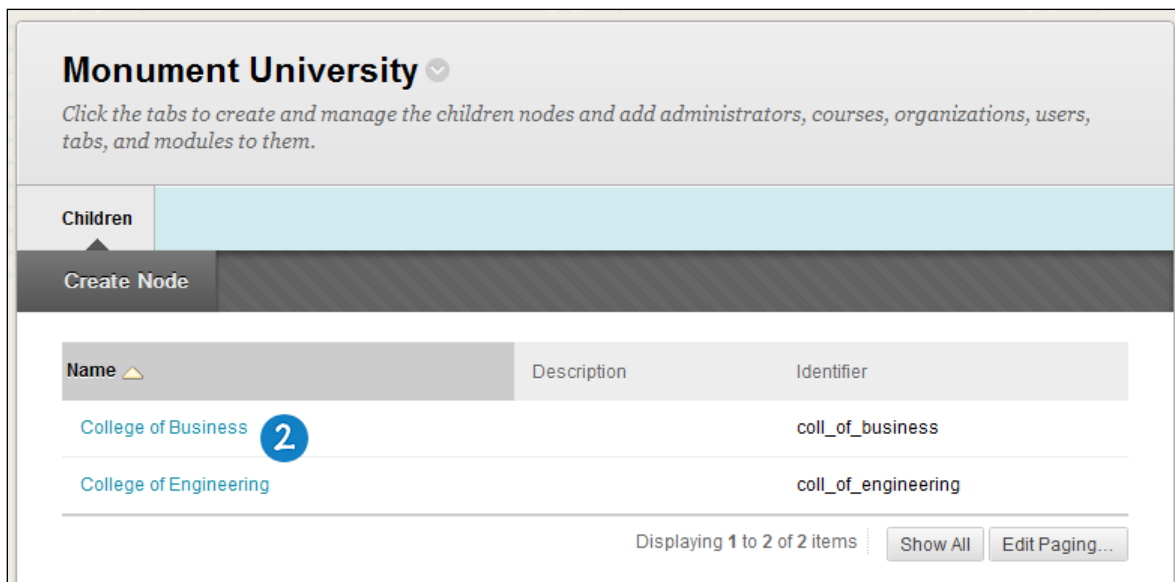 Monument University
Click the tabs to create and manage the children nodes and add administrators, courses, organizations, users,
tabs, and modules to them.
Children
Create Node
Name Description Identifier
College of Business 2 coll_of_business
College of Engineering coll_of_engineering
Displaying 1 to 2 of 2 items Show All Edit Paging...